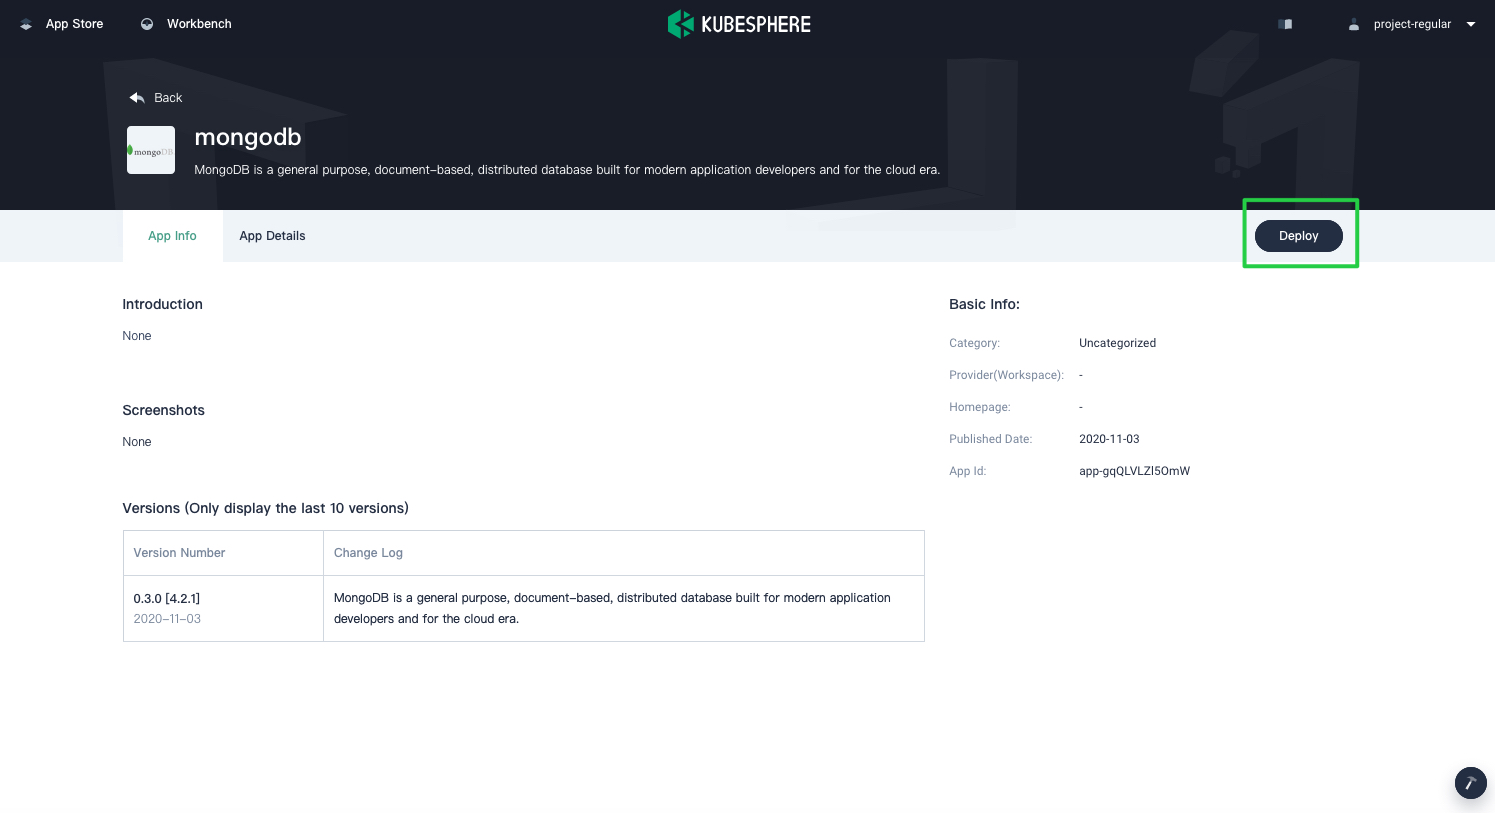 App Store
Workbench
KUBESPHERE
project-regular
Back
mongoDB
mongodb
MongoDB is a general purpose, document-based, distributed database built for modern application developers and for the cloud era.
App Info
App Details
Deploy
Introduction
None
Screenshots
None
Versions (Only display the last 10 versions)
Version Number
Change Log
0.3.0 [4.2.1]
2020-11-03
MongoDB is a general purpose, document-based, distributed database built for modern application
developers and for the cloud era.
Basic Info:
Category: Uncategorized
Provider(Workspace): -
Homepage: -
Published Date: 2020-11-03
App Id: app-gqQLVLZl5OmW